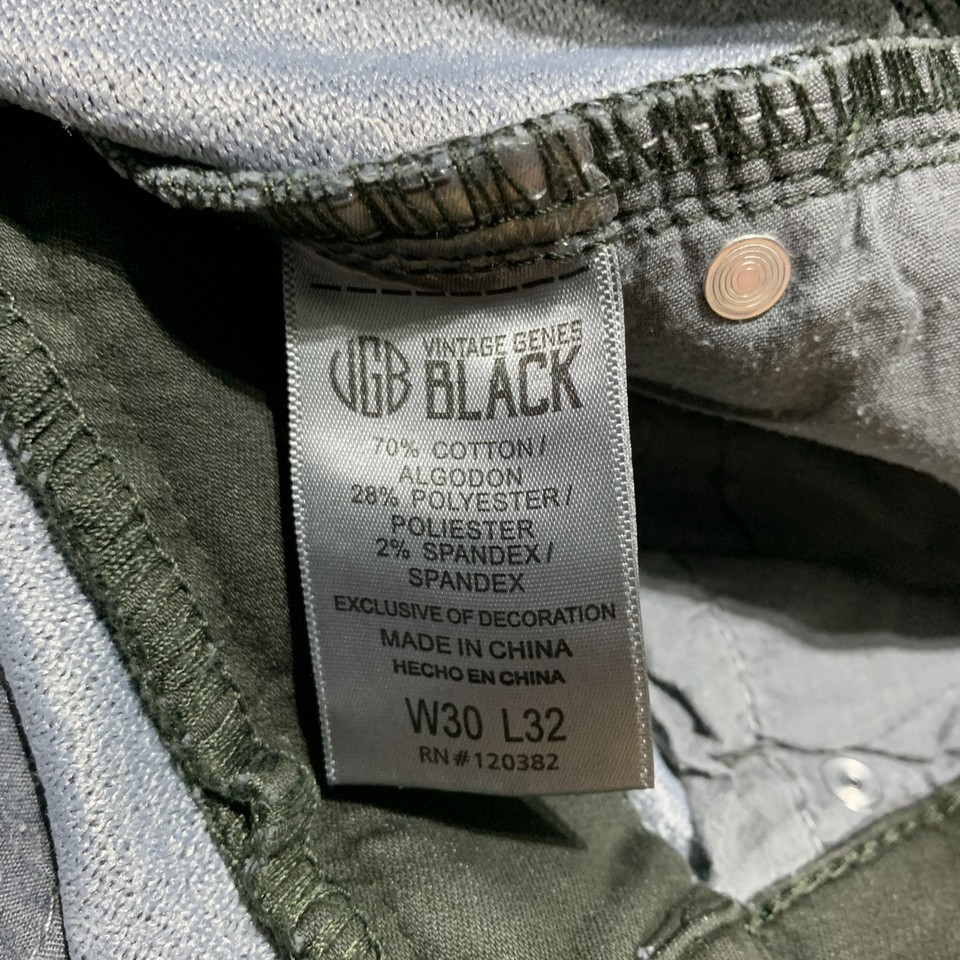 VGB VINTAGE GENES
BLACK
70% COTTON/
ALGODON
28% POLYESTER/
POLIESTER
2% SPANDEX/
SPANDEX
EXCLUSIVE OF DECORATION
MADE IN CHINA
HECHO EN CHINA
W30 L32
RN#120382